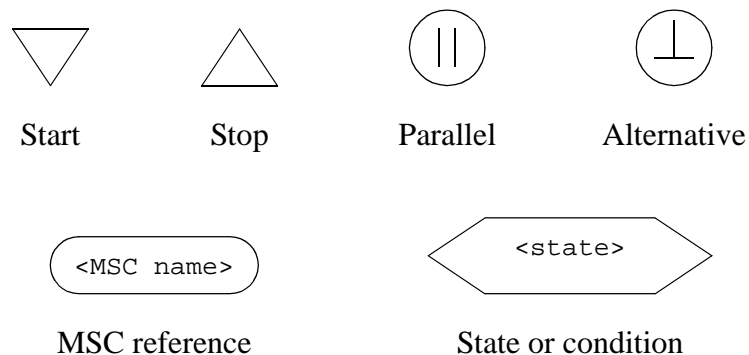 Start Stop Parallel Alternative
<MSC name> <state>
MSC reference State or condition